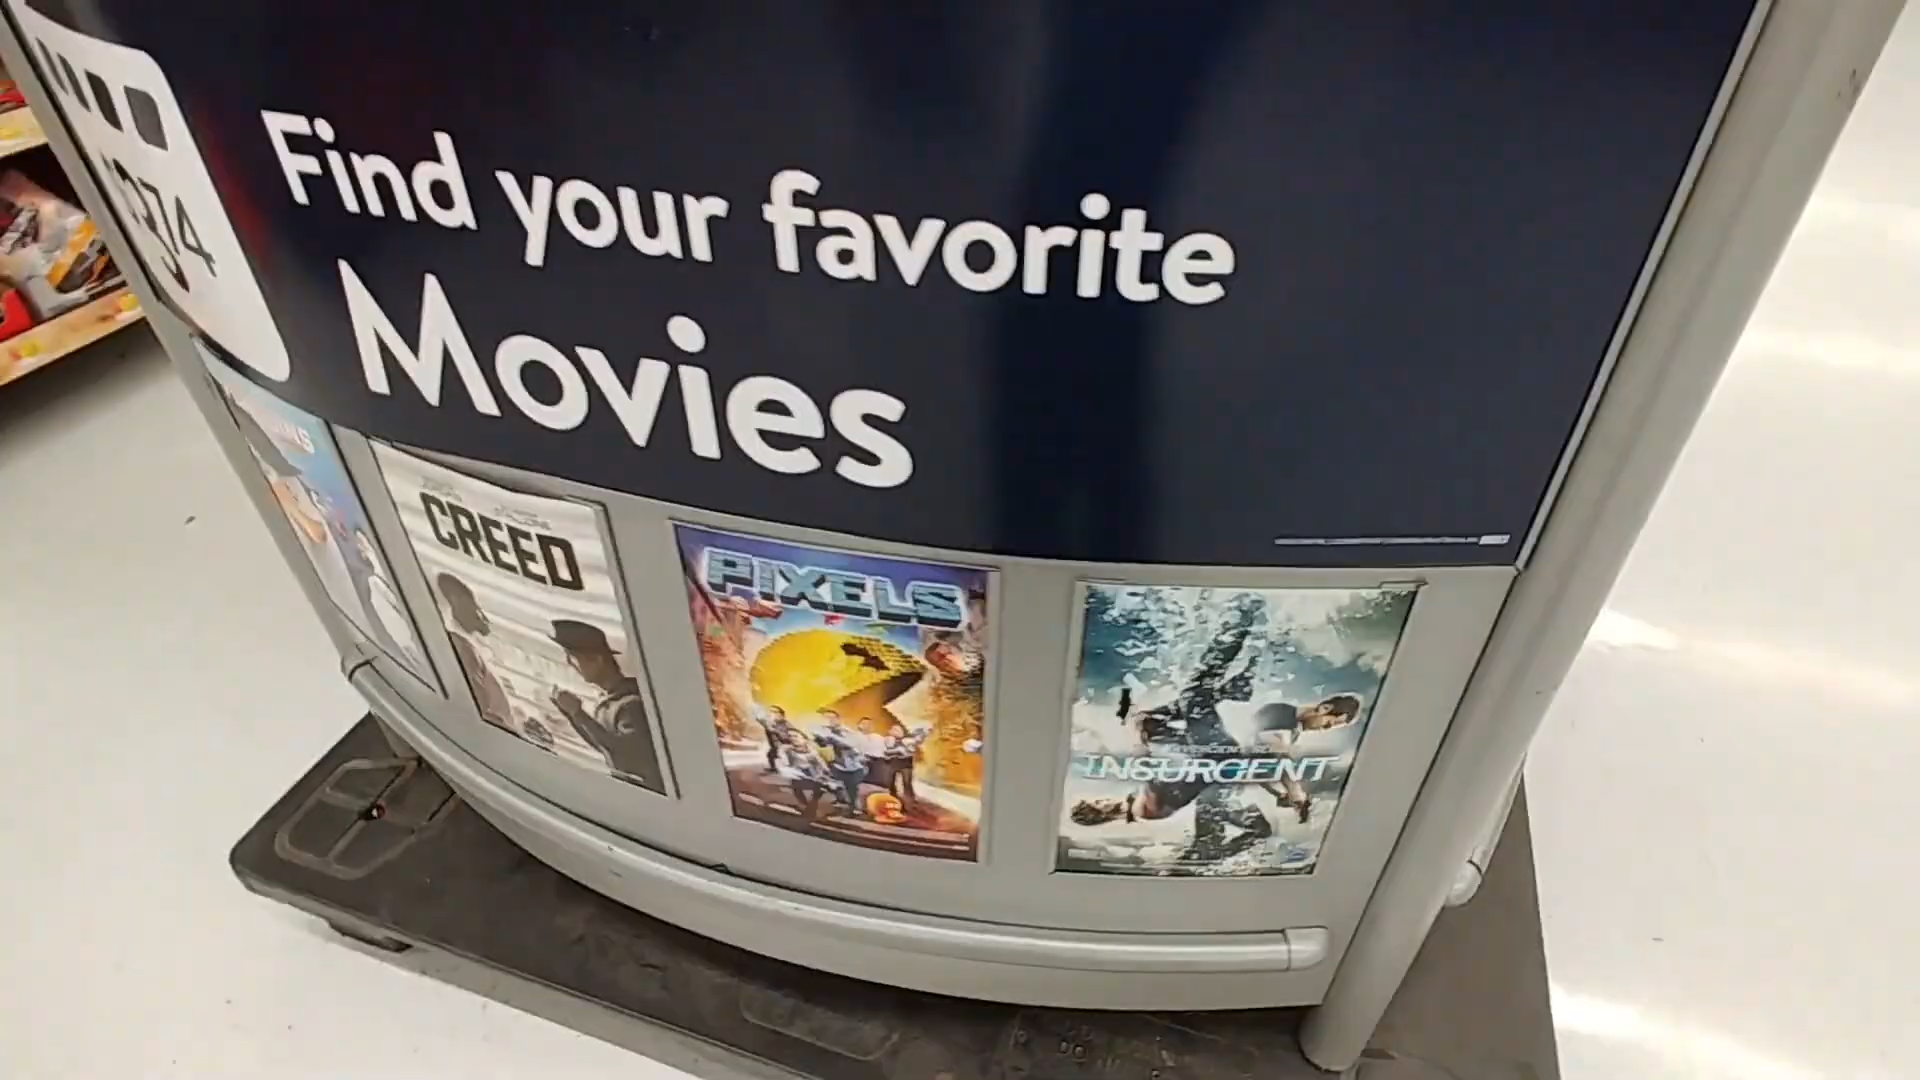 Find your favorite
Movies
CREED
PIXELS
INSURGENT